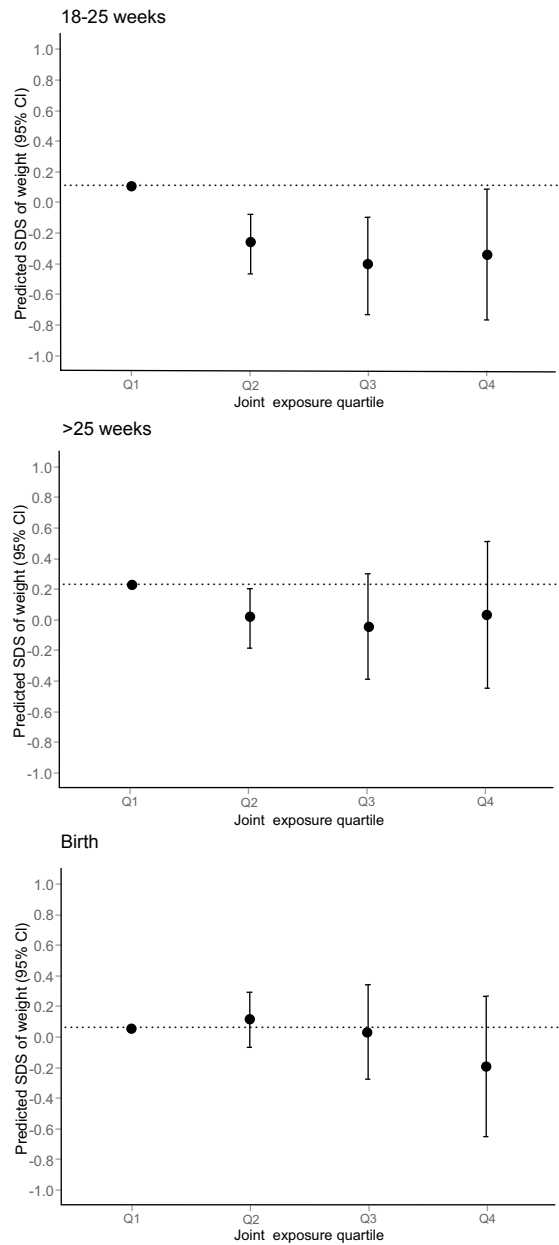 18-25 weeks
Predicted SDS of weight (95% CI)
1.0
0.8
0.6
0.4
0.2
0.0
-0.2
-0.4
-0.6
-0.8
-1.0
Q1 Q2 Q3 Q4
Joint exposure quartile
>25 weeks
Predicted SDS of weight (95% CI)
1.0
0.8
0.6
0.4
0.2
0.0
-0.2
-0.4
-0.6
-0.8
-1.0
Q1 Q2 Q3 Q4
Joint exposure quartile
Birth
Predicted SDS of weight (95% CI)
1.0
0.8
0.6
0.4
0.2
0.0
-0.2
-0.4
-0.6
-0.8
-1.0
Q1 Q2 Q3 Q4
Joint exposure quartile